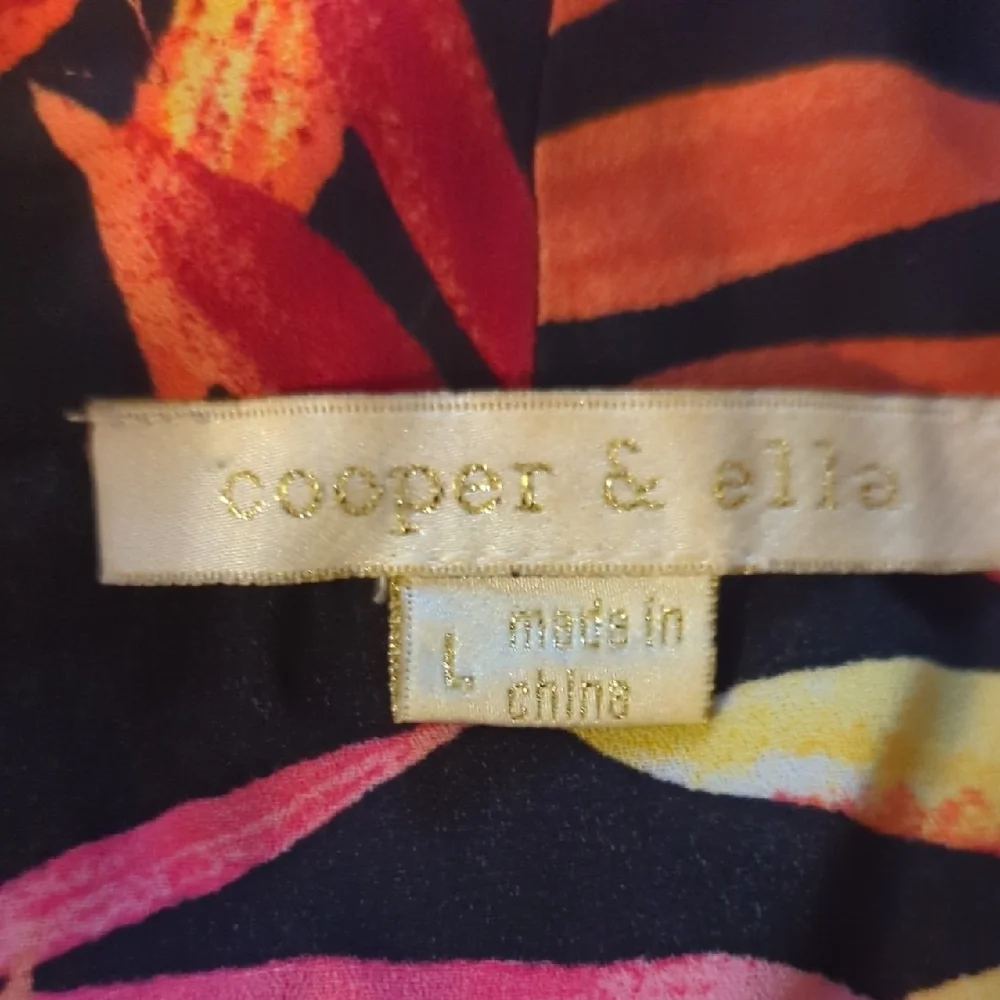 cooper & ella
L made in
china